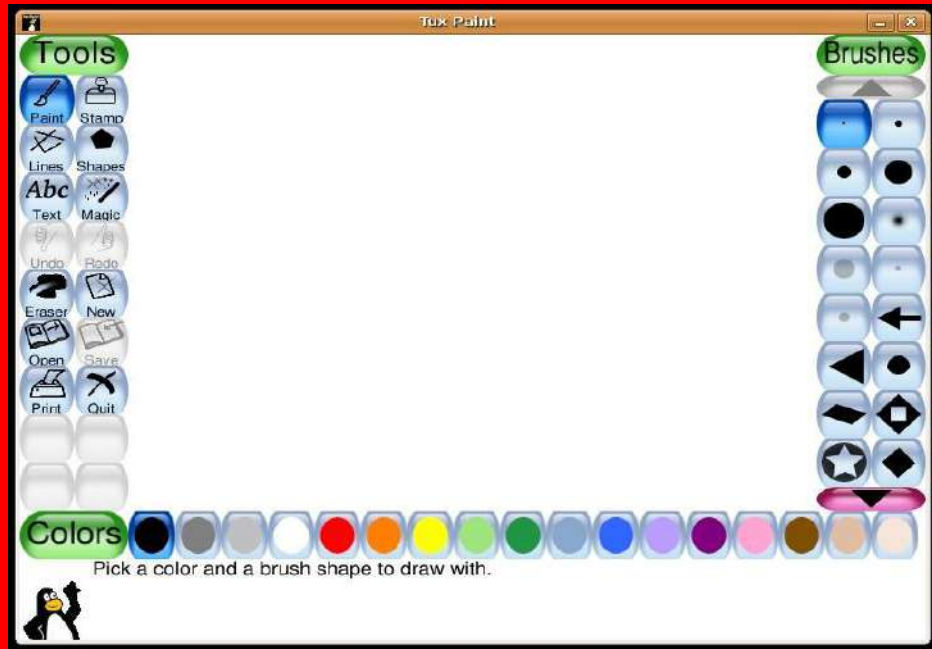 Tux Paint
Tools
Brushes
Paint Stamp
Lines Shapes
Abc
Text Magic
Undo Redo
Eraser New
Open Save
Print Quit
Colors
Pick a color and a brush shape to draw with.